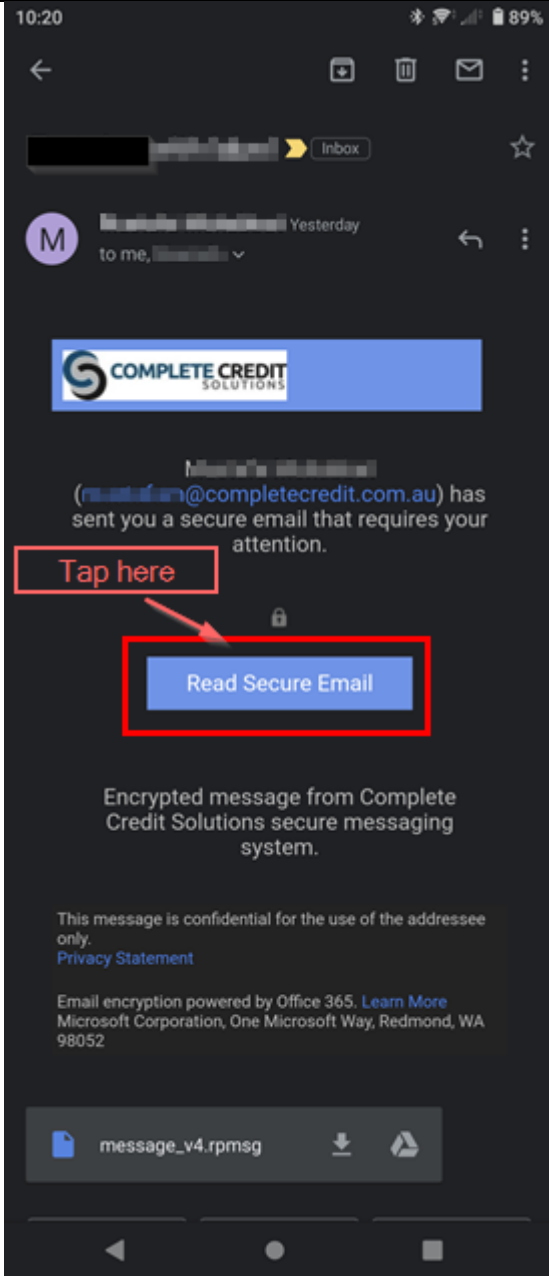 10:20
89%
Inbox
M
Yesterday
to me,
COMPLETE CREDIT
SOLUTIONS
(
@completecredit.com.au) has
sent you a secure email that requires your
attention.
Tap here
Read Secure Email
Encrypted message from Complete
Credit Solutions secure messaging
system.
This message is confidential for the use of the addressee
only.
Privacy Statement
Email encryption powered by Office 365. Learn More
Microsoft Corporation, One Microsoft Way, Redmond, WA
98052
message_v4.rpmsg